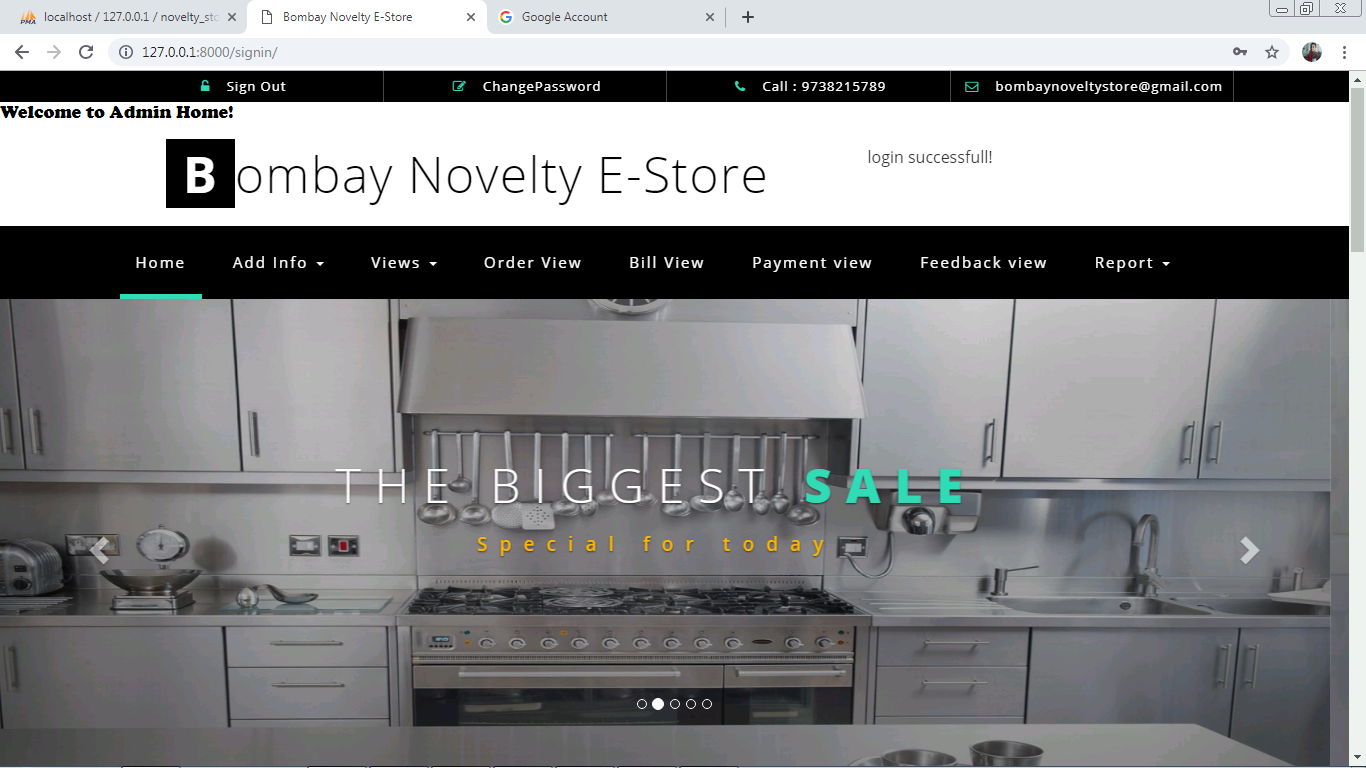 localhost / 127.0.0.1 / novelty_sto
Bombay Novelty E-Store
Google Account
127.0.0.1:8000/signin/
Sign Out
ChangePassword
Call : 9738215789
bombaynoveltystore@gmail.com
Welcome to Admin Home!
Bombay Novelty E-Store
login successfull!
Home
Add Info
Views
Order View
Bill View
Payment view
Feedback view
Report
THE BIGGEST SALE
Special for today